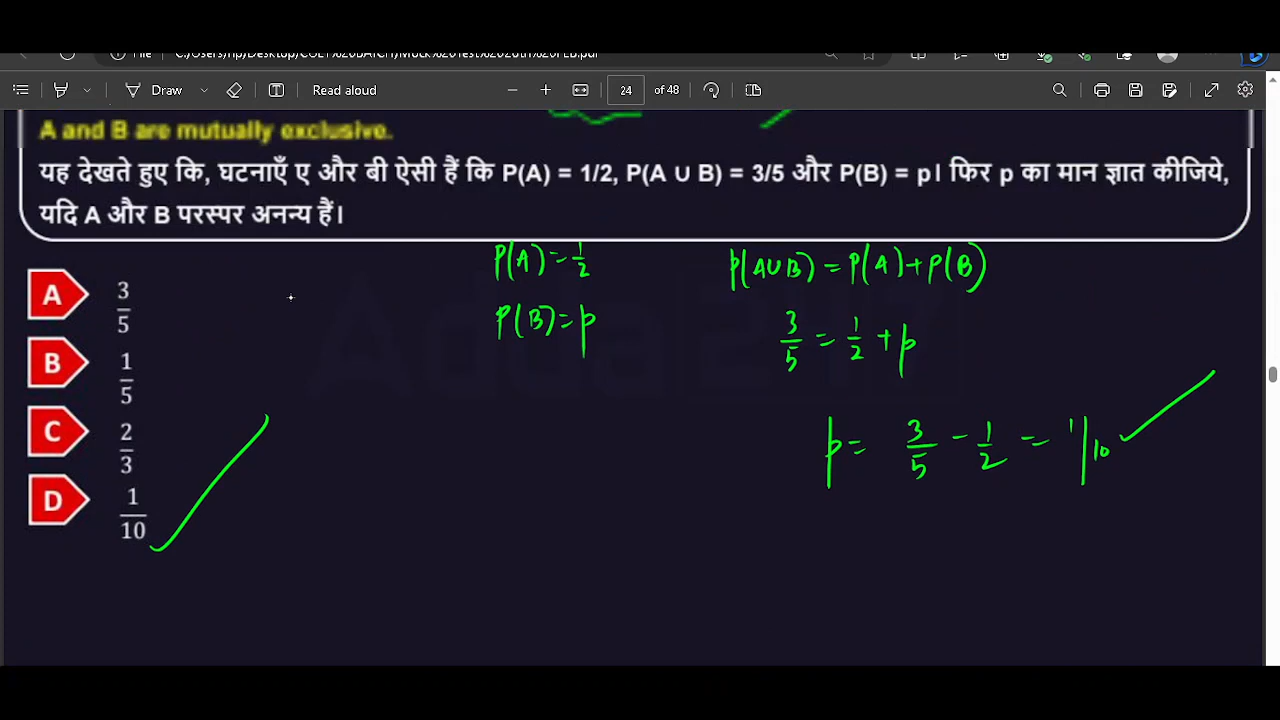 Draw
Read aloud
24 of 48
A and B are mutually exclusive.
यह देखते हुए कि, घटनाएँ ए और बी ऐसी हैं कि P(A) = 1/2, P(A ∪ B) = 3/5 और P(B) = p। फिर p का मान ज्ञात कीजिये,
यदि A और B परस्पर अनन्य हैं।
A 3/5
B 1/5
C 2/3
D 1/10
P(A) = 1/2
P(B) = p
P(A∪B) = P(A) + P(B)
3/5 = 1/2 + p
p = 3/5 - 1/2 = 1/10